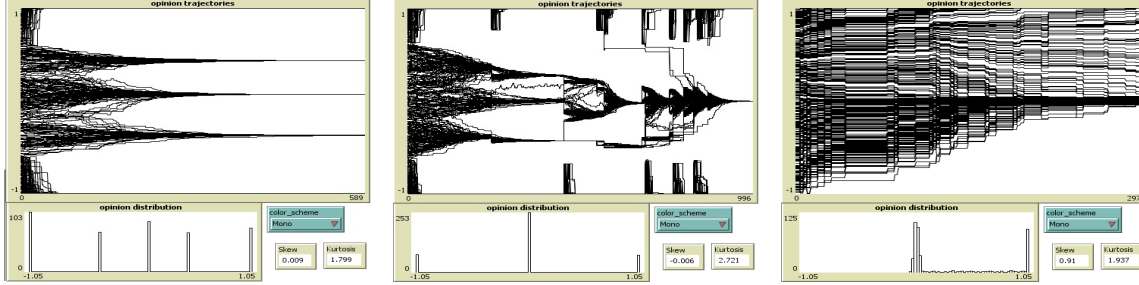 opinion trajectories
1
-1
0
589
opinion distribution
103
0
-1.05
1.05
color_scheme
Mono
Skew
0.009
Kurtosis
1.799
opinion trajectories
1
-1
0
996
opinion distribution
253
0
-1.05
1.05
color_scheme
Mono
Skew
-0.006
Kurtosis
2.721
opinion trajectories
1
-1
0
297
opinion distribution
125
0
-1.05
1.05
color_scheme
Mono
Skew
0.91
Kurtosis
1.937